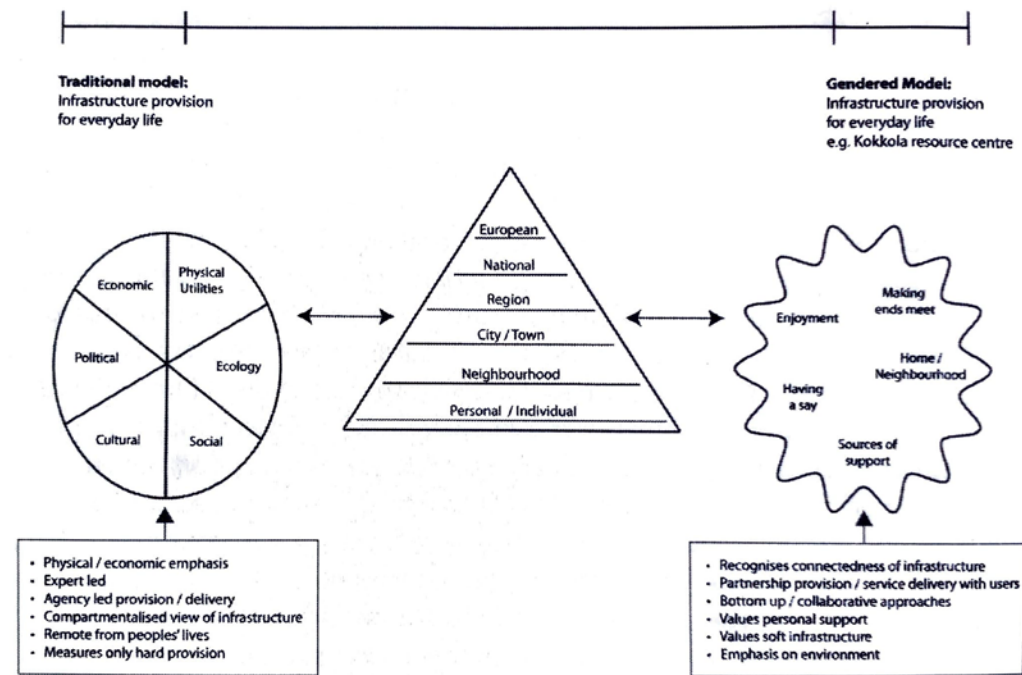 Traditional model:
Infrastructure provision
for everyday life
Gendered Model:
Infrastructure provision
for everyday life
e.g. Kokkola resource centre
Economic
Physical
Utilities
Political
Ecology
Cultural
Social
European
National
Region
City / Town
Neighbourhood
Personal / Individual
Enjoyment
Making
ends meet
Home /
Neighbourhood
Having
a say
Sources of
support
• Physical / economic emphasis
• Expert led
• Agency led provision / delivery
• Compartmentalised view of infrastructure
• Remote from peoples' lives
• Measures only hard provision
• Recognises connectedness of infrastructure
• Partnership provision / service delivery with users
• Bottom up / collaborative approaches
• Values personal support
• Values soft infrastructure
• Emphasis on environment